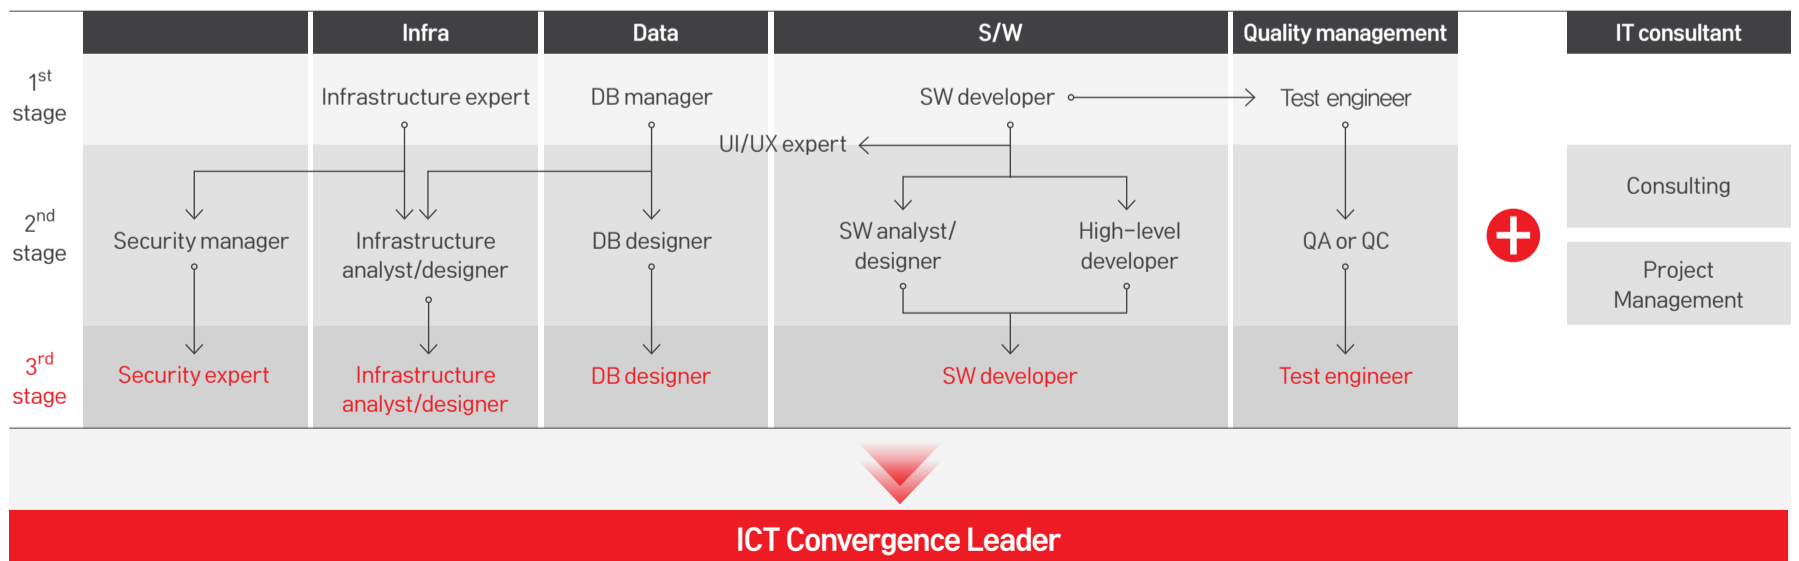 Infra
Data
S/W
Quality management
IT consultant
1st
stage
Infrastructure expert
DB manager
SW developer
Test engineer
UI/UX expert
2nd
stage
Security manager
Infrastructure
analyst/designer
DB designer
SW analyst/
designer
High-level
developer
QA or QC
Consulting
Project
Management
3rd
stage
Security expert
Infrastructure
analyst/designer
DB designer
SW developer
Test engineer
ICT Convergence Leader